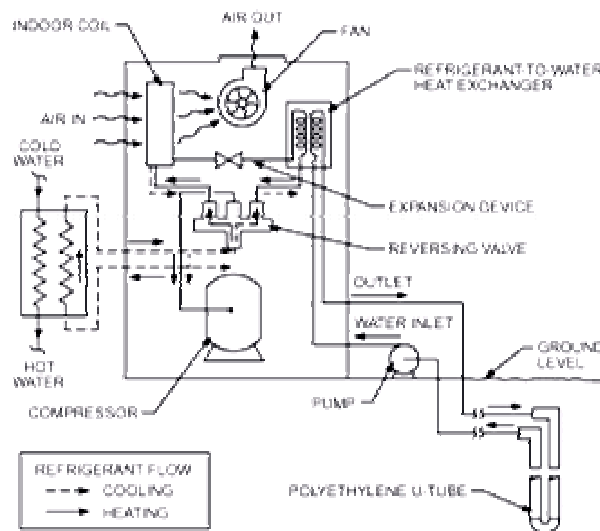 INDOOR COIL
AIR OUT
FAN
REFRIGERANT-TO-WATER
HEAT EXCHANGER
AIR IN
COLD
WATER
EXPANSION DEVICE
REVERSING VALVE
OUTLET
WATER INLET
GROUND
LEVEL
HOT
WATER
COMPRESSOR
PUMP
REFRIGERANT FLOW
COOLING
HEATING
POLYETHYLENE U-TUBE